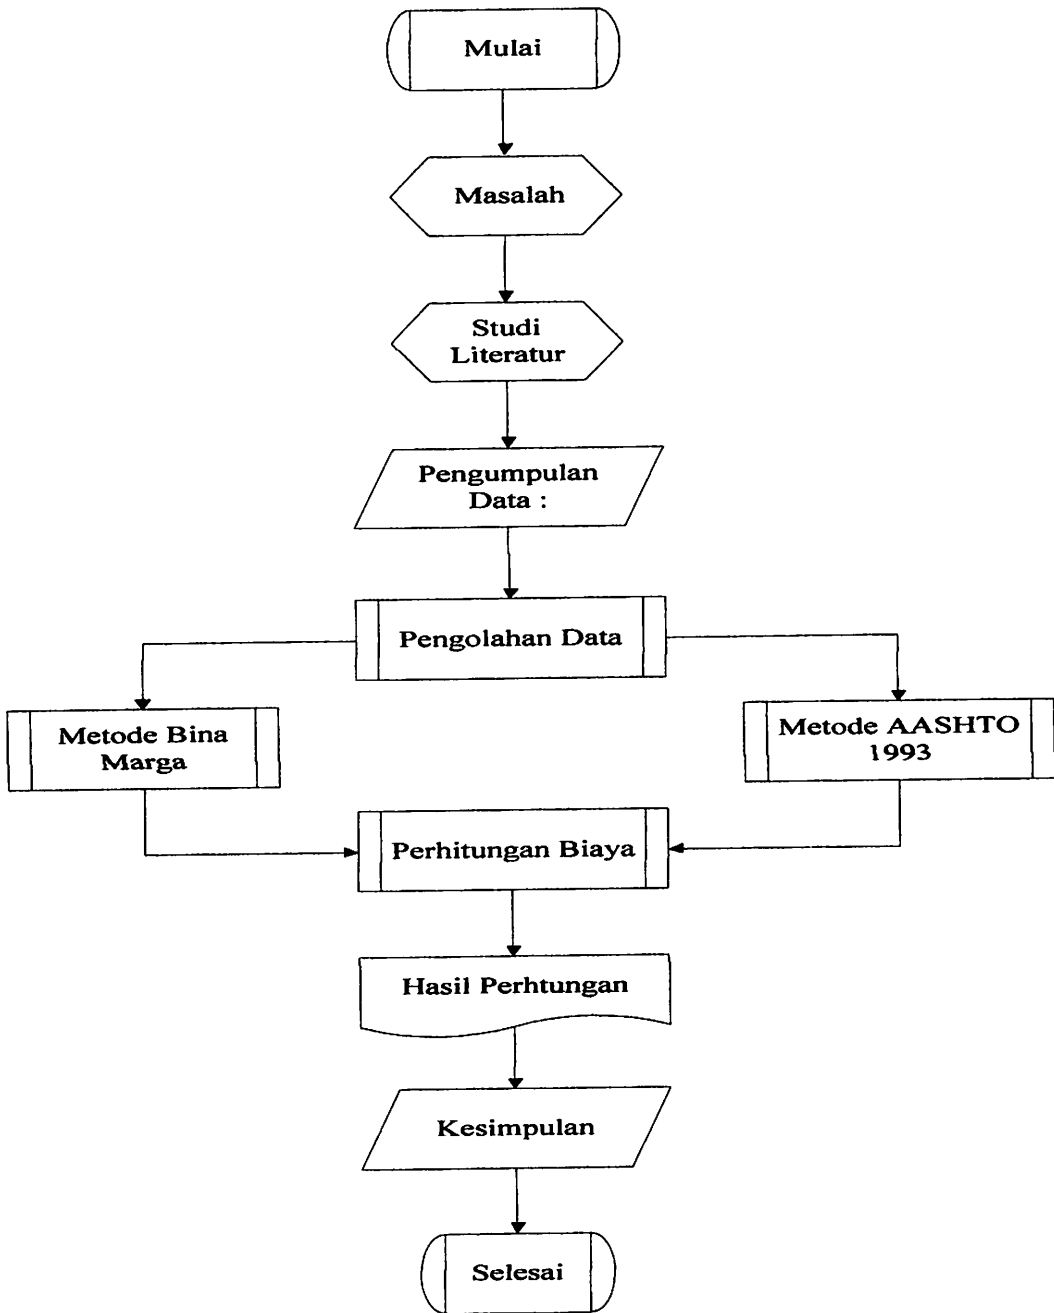 Mulai
Masalah
Studi
Literatur
Pengumpulan
Data :
Pengolahan Data
Metode Bina
Marga
Metode AASHTO
1993
Perhitungan Biaya
Hasil Perhtungan
Kesimpulan
Selesai